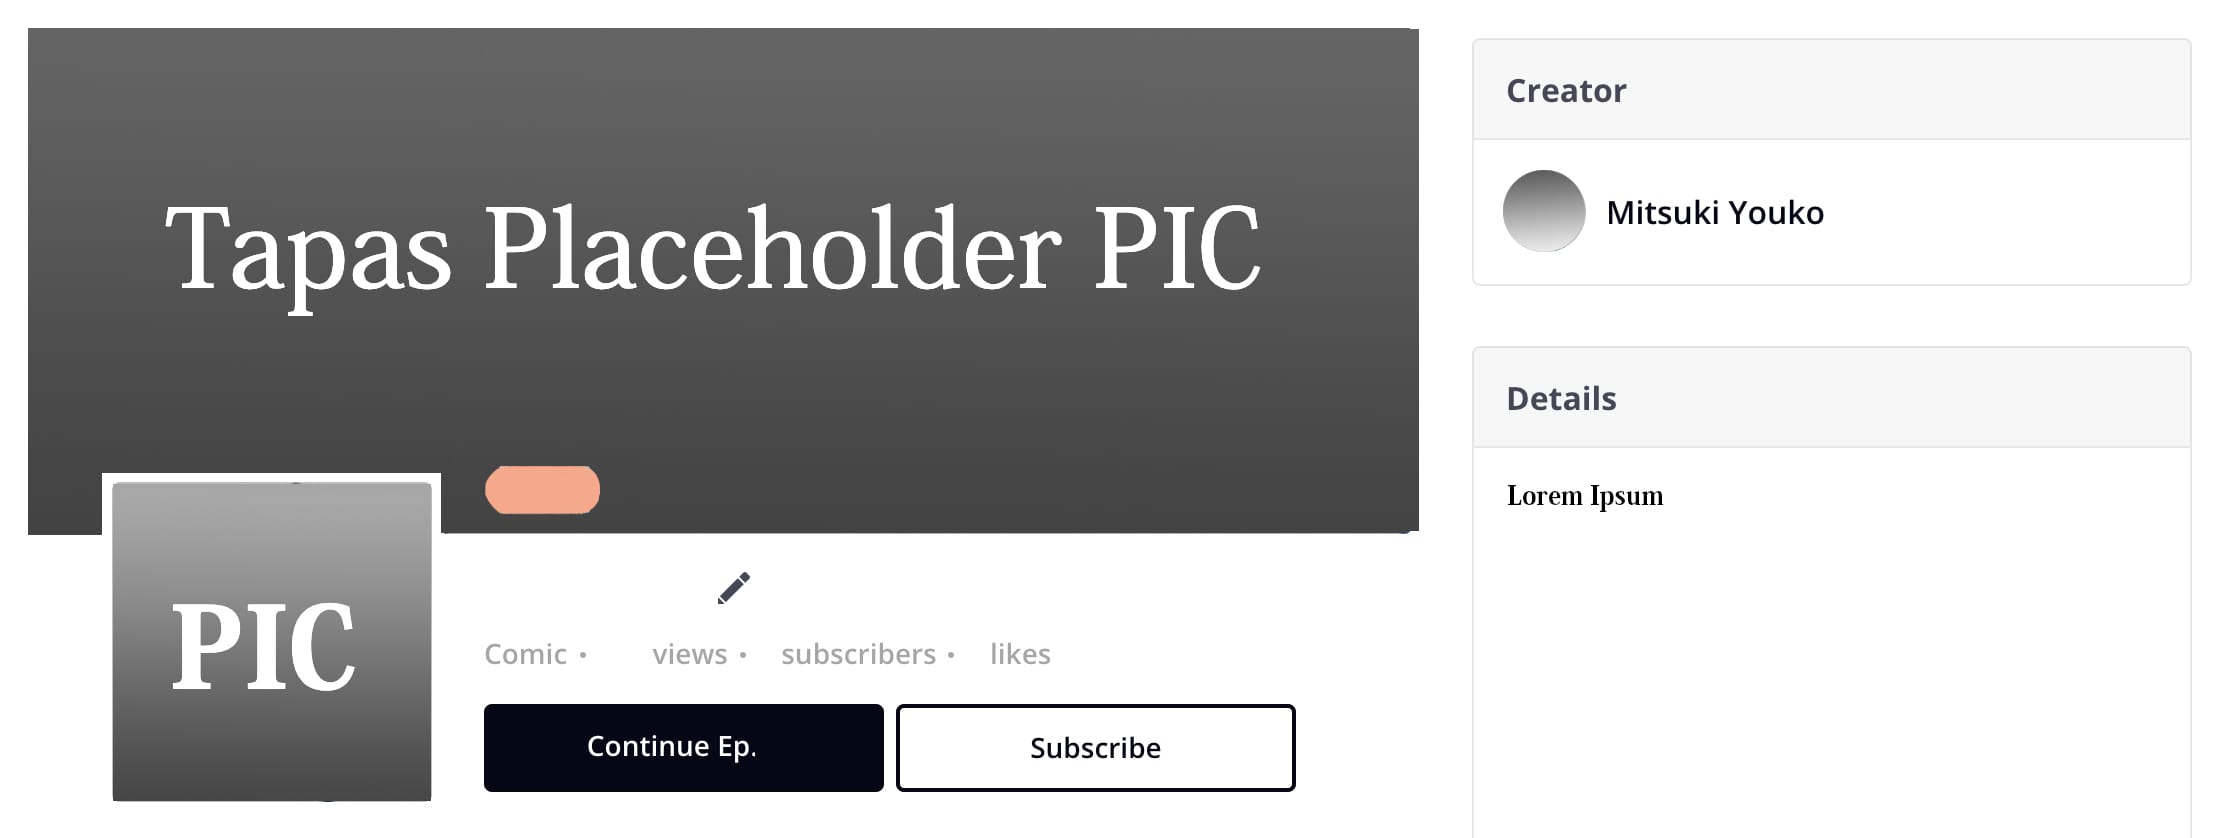 Tapas Placeholder PIC
PIC
Comic • views • subscribers • likes
Continue Ep.
Subscribe
Creator
Mitsuki Youko
Details
Lorem Ipsum